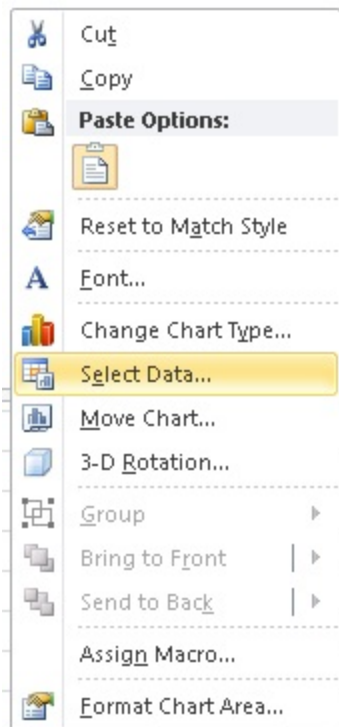 Cut
Copy
Paste Options:
Reset to Match Style
Font...
Change Chart Type...
Select Data...
Move Chart...
3-D Rotation...
Group
Bring to Front
Send to Back
Assign Macro...
Format Chart Area...